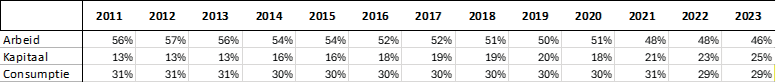 2011 2012 2013 2014 2015 2016 2017 2018 2019 2020 2021 2022 2023
Arbeid 56% 57% 56% 54% 54% 52% 52% 51% 50% 51% 48% 48% 46%
Kapitaal 13% 13% 13% 16% 16% 18% 19% 19% 20% 18% 21% 23% 25%
Consumptie 31% 31% 31% 30% 30% 30% 30% 30% 30% 30% 31% 29% 29%